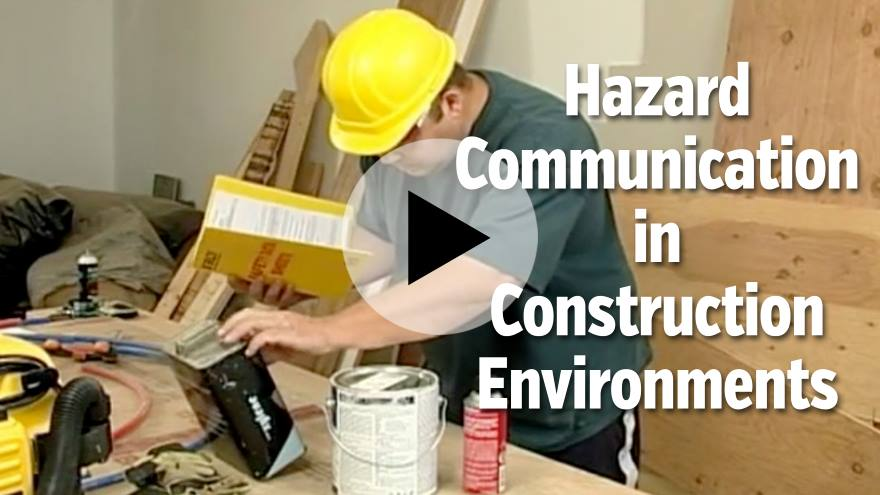 Hazard
Communication
in
Construction
Environments